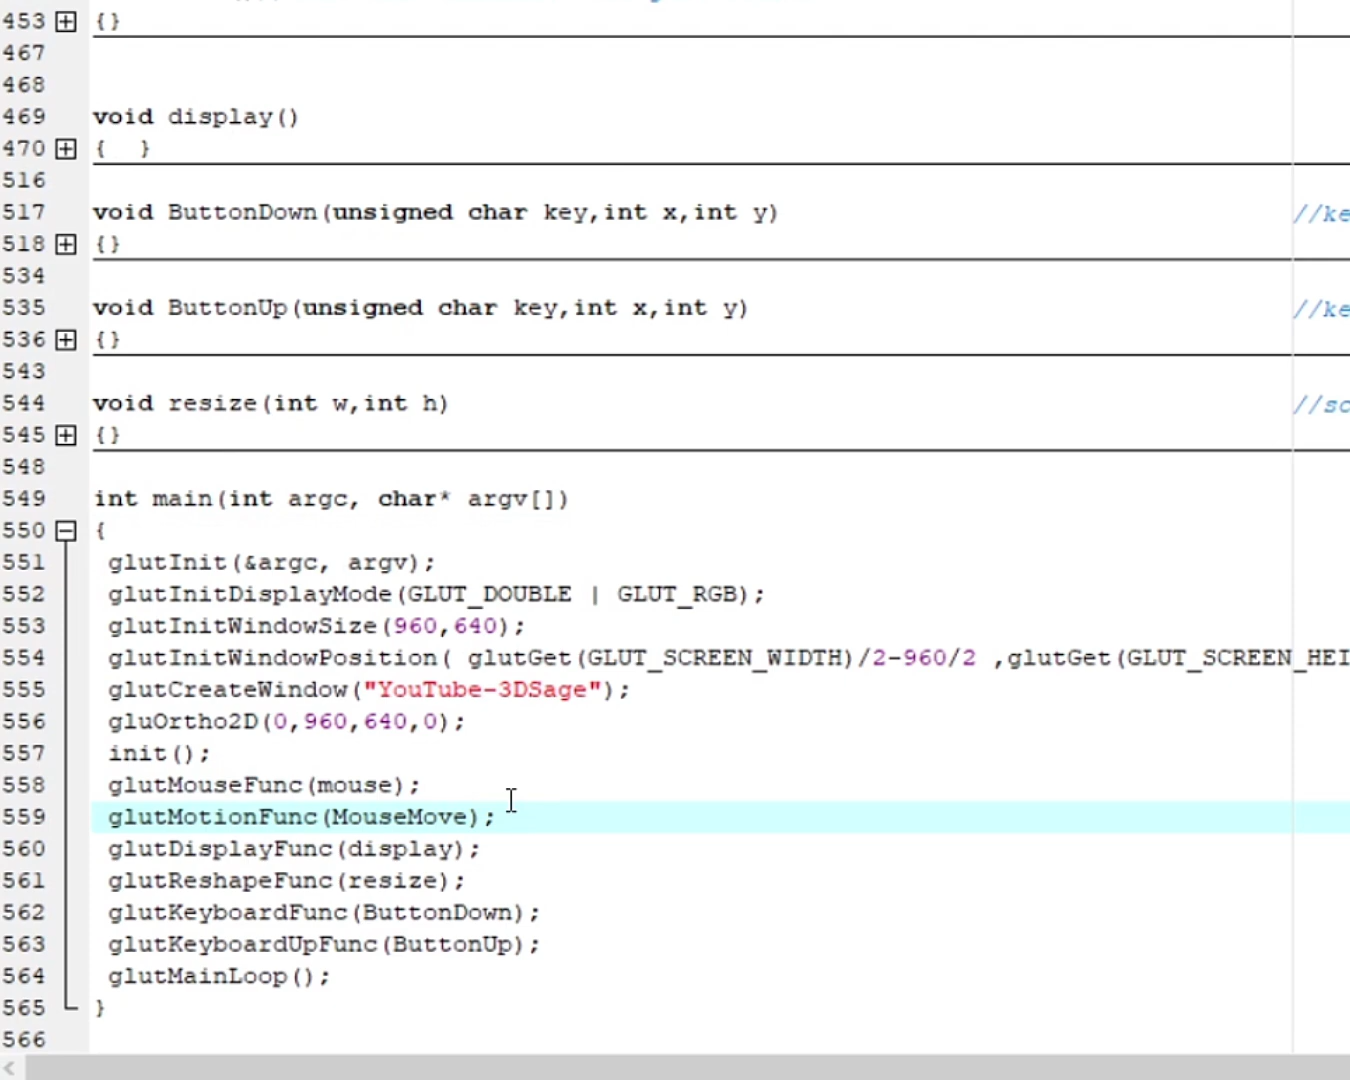 453 {}
467
468
469 void display()
470 { }
516
517 void ButtonDown(unsigned char key,int x,int y) //ke
518 {}
534
535 void ButtonUp(unsigned char key,int x,int y) //ke
536 {}
543
544 void resize(int w,int h) //sc
545 {}
548
549 int main(int argc, char* argv[])
550 {
551 glutInit(&argc, argv);
552 glutInitDisplayMode(GLUT_DOUBLE | GLUT_RGB);
553 glutInitWindowSize(960,640);
554 glutInitWindowPosition( glutGet(GLUT_SCREEN_WIDTH)/2-960/2 ,glutGet(GLUT_SCREEN_HEI
555 glutCreateWindow("YouTube-3DSage");
556 gluOrtho2D(0,960,640,0);
557 init();
558 glutMouseFunc(mouse);
559 glutMotionFunc(MouseMove);
560 glutDisplayFunc(display);
561 glutReshapeFunc(resize);
562 glutKeyboardFunc(ButtonDown);
563 glutKeyboardUpFunc(ButtonUp);
564 glutMainLoop();
565 }
566